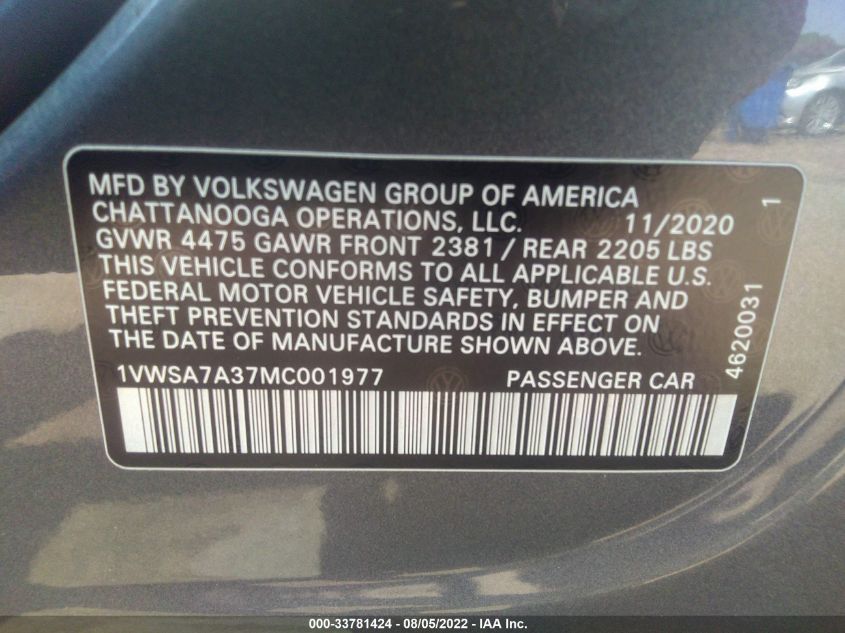 MFD BY VOLKSWAGEN GROUP OF AMERICA
CHATTANOOGA OPERATIONS, LLC. 11/2020
GVWR 4475 GAWR FRONT 2381 / REAR 2205 LBS
THIS VEHICLE CONFORMS TO ALL APPLICABLE U.S.
FEDERAL MOTOR VEHICLE SAFETY, BUMPER AND
THEFT PREVENTION STANDARDS IN EFFECT ON
THE DATE OF MANUFACTURE SHOWN ABOVE.
1VWSA7A37MC001977 PASSENGER CAR
4620031 1
000-33781424 - 08/05/2022 - IAA Inc.